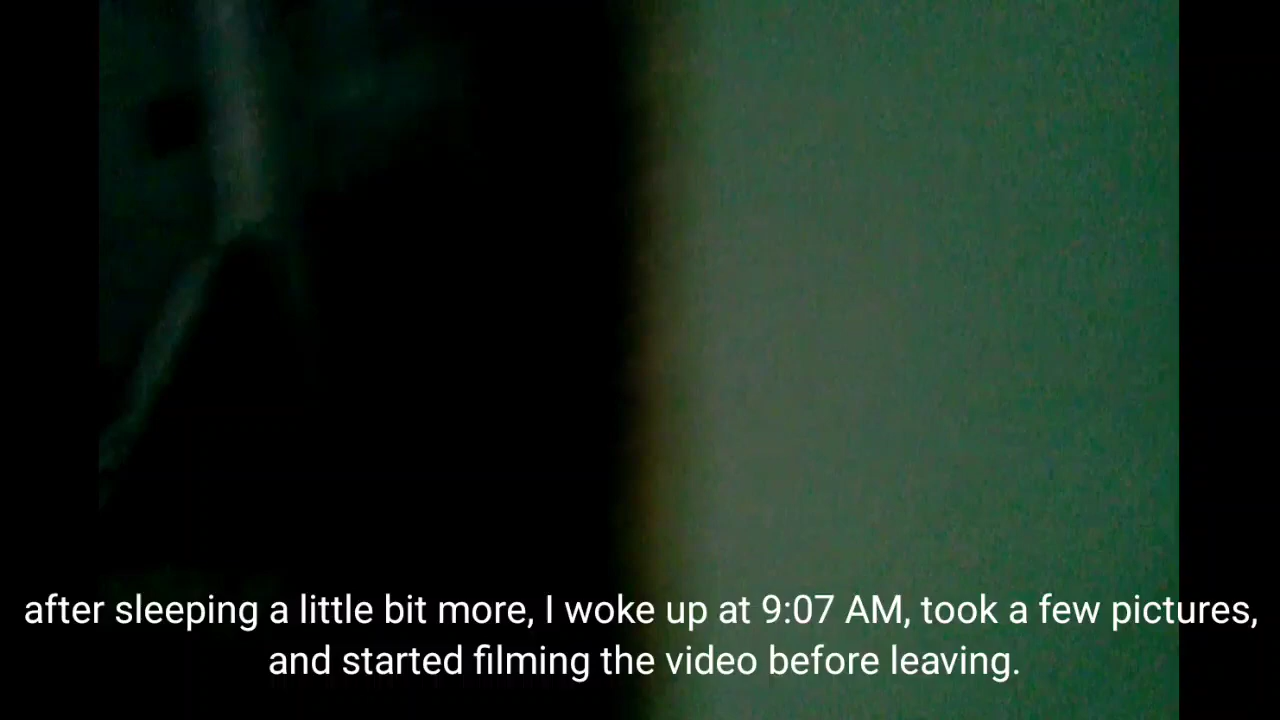 after sleeping a little bit more, I woke up at 9:07 AM, took a few pictures,
and started filming the video before leaving.